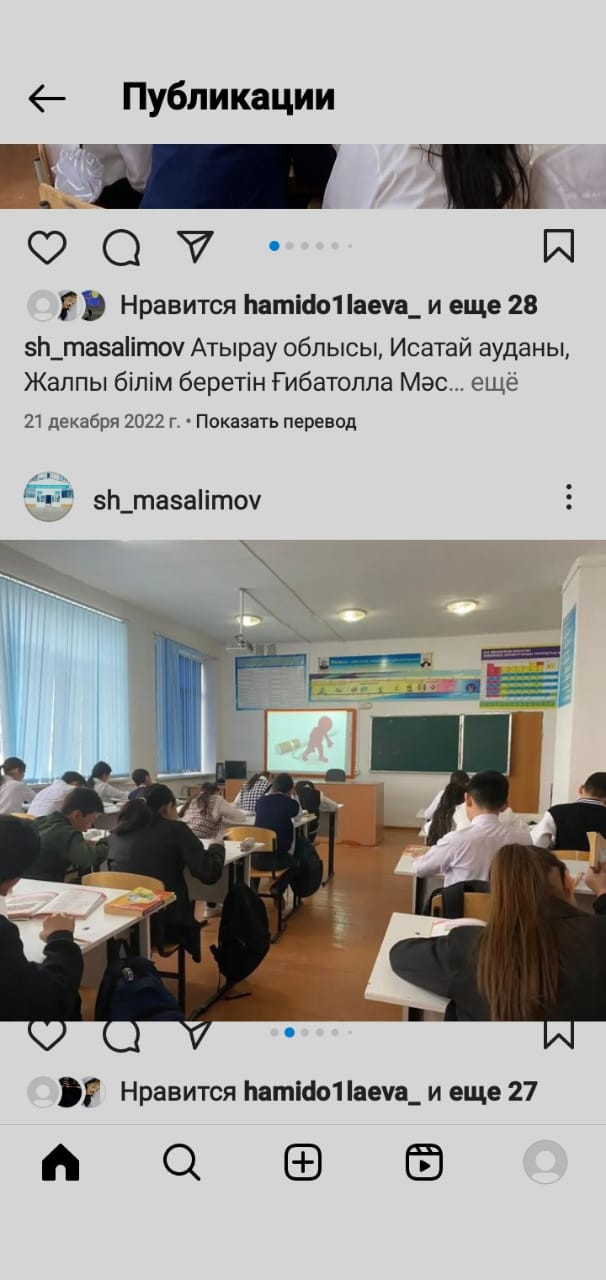 Публикации
Нравится hamido1laeva_ и еще 28
sh_masalimov Атырау облысы, Исатай ауданы,
Жалпы білім беретін Ғибатолла Мәс... ещё
21 декабря 2022 г. • Показать перевод
sh_masalimov
Нравится hamido1laeva_ и еще 27